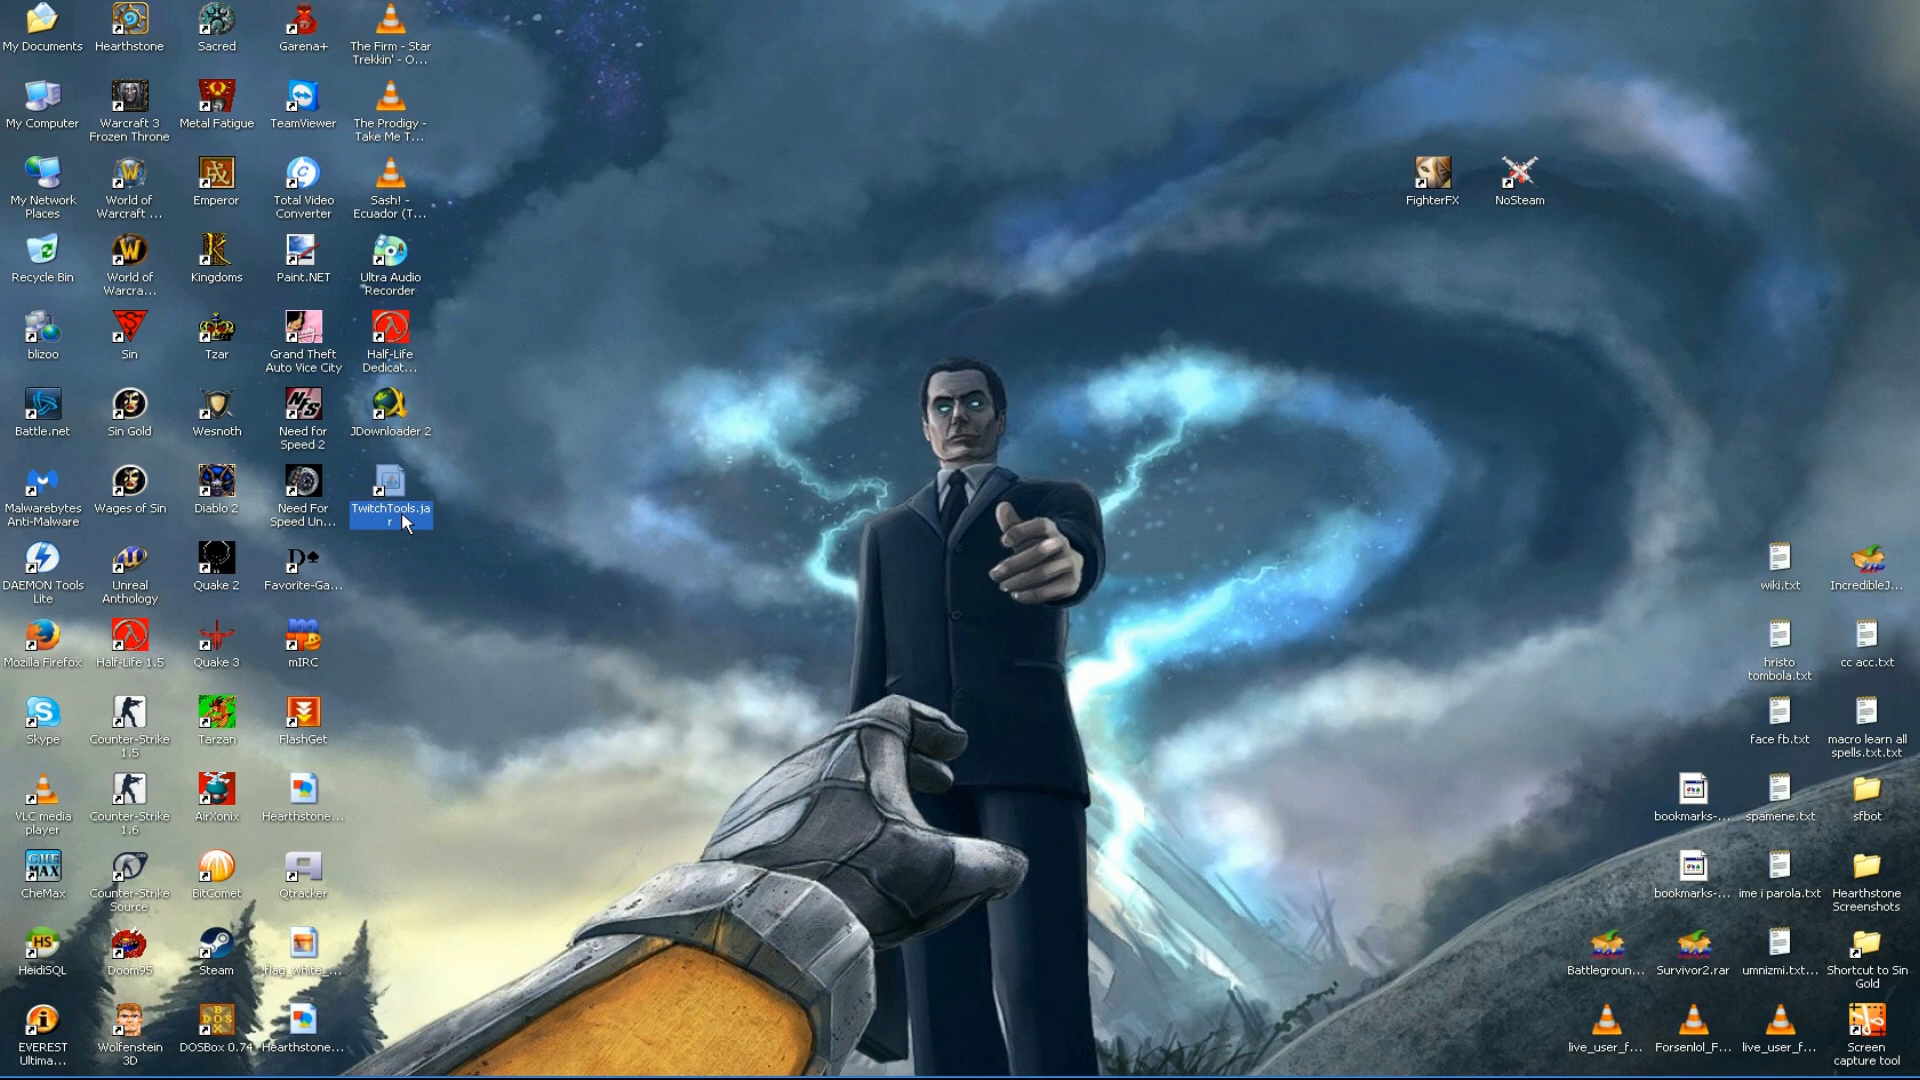 My Documents
Hearthstone
Sacred
Garena+
The Firm - Star
Trekkin' - O...
My Computer
Warcraft 3
Frozen Throne
Metal Fatigue
TeamViewer
The Prodigy -
Take Me T...
My Network
Places
World of
Warcraft ...
Emperor
Total Video
Converter
Sash! -
Ecuador (T...
FighterFX
NoSteam
Recycle Bin
World of
Warcra...
Kingdoms
Paint.NET
Ultra Audio
Recorder
blizoo
Sin
Tzar
Grand Theft
Auto Vice City
Half-Life
Dedicat...
Battle.net
Sin Gold
Wesnoth
Need for
Speed 2
JDownloader 2
Malwarebytes
Anti-Malware
Wages of Sin
Diablo 2
Need For
Speed Un...
TwitchTools.ja
r
DAEMON Tools
Lite
Unreal
Anthology
Quake 2
Favorite-Ga...
wiki.txt
IncredibleJ...
Mozilla Firefox
Half-Life 1.5
Quake 3
mIRC
hristo
tombola.txt
cc acc.txt
Skype
Counter-Strike
1.5
Tarzan
FlashGet
face fb.txt
macro learn all
spells.txt.txt
VLC media
player
Counter-Strike
1.6
AirXonix
Hearthstone...
bookmarks-...
spamene.txt
sfbot
CheMax
Counter-Strike
Source
BitComet
Qtracker
bookmarks-...
ime i parola.txt
Hearthstone
Screenshots
HeidiSQL
Doom95
Steam
flag_white_...
Battlegroun...
Survivor2.rar
umnizmi.txt...
Shortcut to Sin
Gold
EVEREST
Ultima...
Wolfenstein
3D
DOSBox 0.74
Hearthstone...
live_user_f...
Forsenlol_F...
live_user_f...
Screen
capture tool